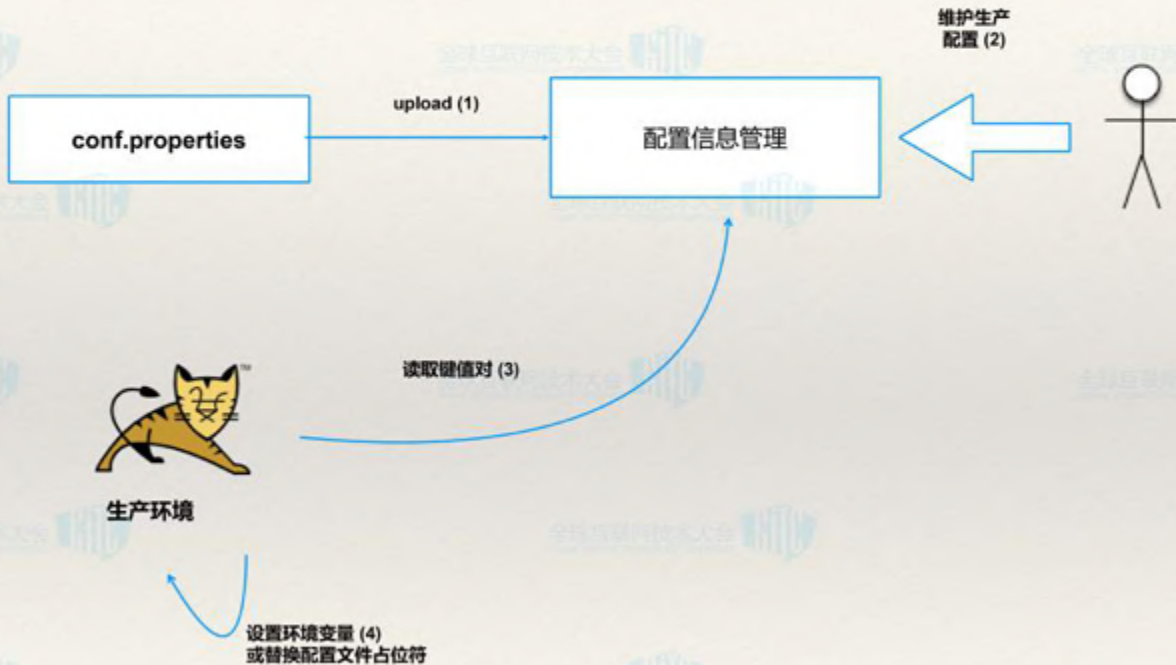 维护生产
配置 (2)
upload (1)
conf.properties
配置信息管理
读取键值对 (3)
TM
生产环境
设置环境变量 (4)
或替换配置文件占位符